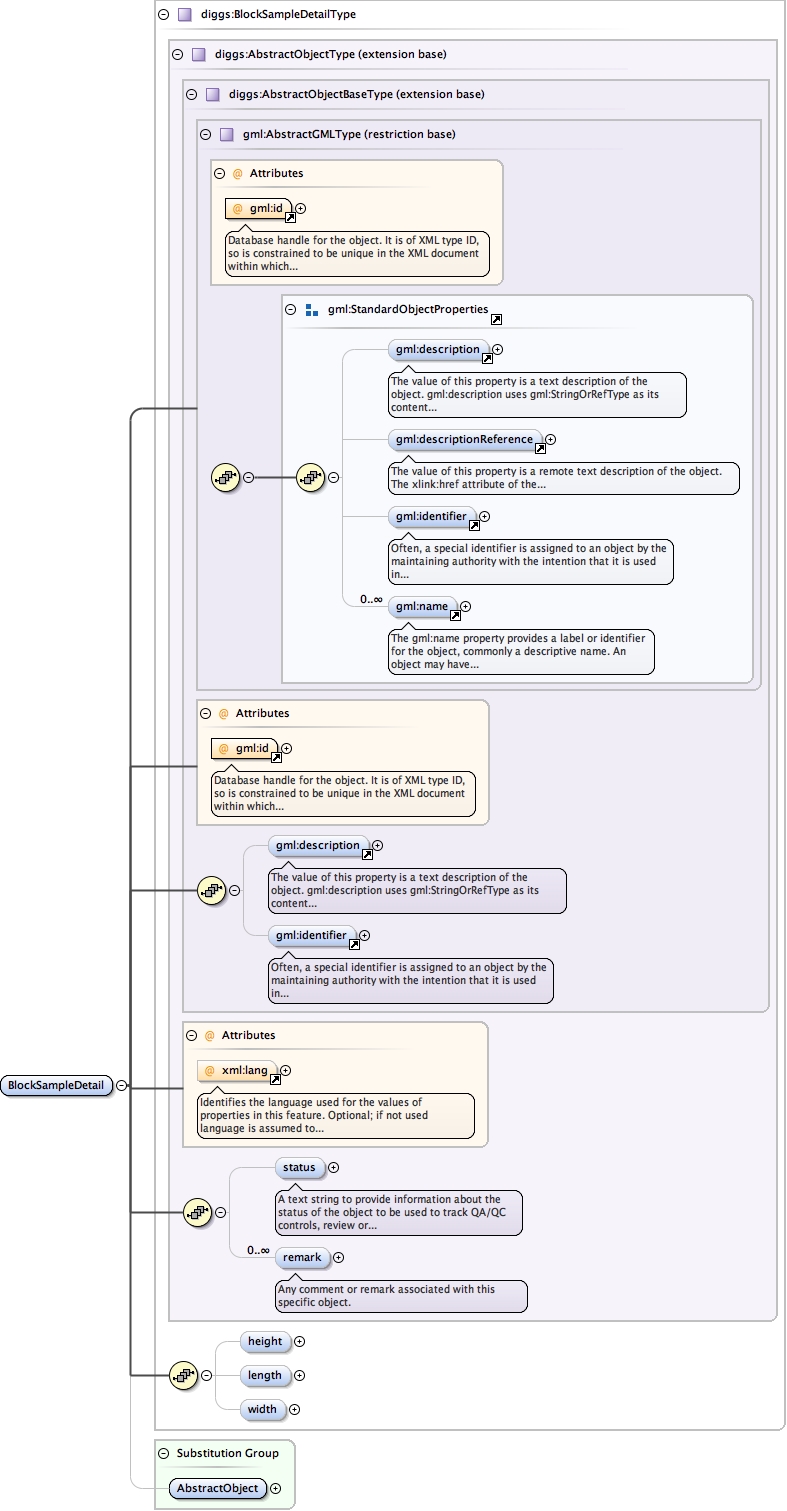 diggs:BlockSampleDetailType
diggs:AbstractObjectType (extension base)
diggs:AbstractObjectBaseType (extension base)
gml:AbstractGMLType (restriction base)
@ Attributes
@ gml:id
Database handle for the object. It is of XML type ID,
so is constrained to be unique in the XML document
within which...
gml:StandardObjectProperties
gml:description
The value of this property is a text description of the
object. gml:description uses gml:StringOrRefType as its
content...
gml:descriptionReference
The value of this property is a remote text description of the object.
The xlink:href attribute of the...
gml:identifier
Often, a special identifier is assigned to an object by the
maintaining authority with the intention that it is used
in...
0..∞ gml:name
The gml:name property provides a label or identifier
for the object, commonly a descriptive name. An
object may have...
@ Attributes
@ gml:id
Database handle for the object. It is of XML type ID,
so is constrained to be unique in the XML document
within which...
gml:description
The value of this property is a text description of the
object. gml:description uses gml:StringOrRefType as its
content...
gml:identifier
Often, a special identifier is assigned to an object by the
maintaining authority with the intention that it is used
in...
@ Attributes
@ xml:lang
BlockSampleDetail
Identifies the language used for the values of
properties in this feature. Optional; if not used
language is assumed to...
status
A text string to provide information about the
status of the object to be used to track QA/QC
controls, review or...
0..∞ remark
Any comment or remark associated with this
specific object.
height
length
width
Substitution Group
AbstractObject